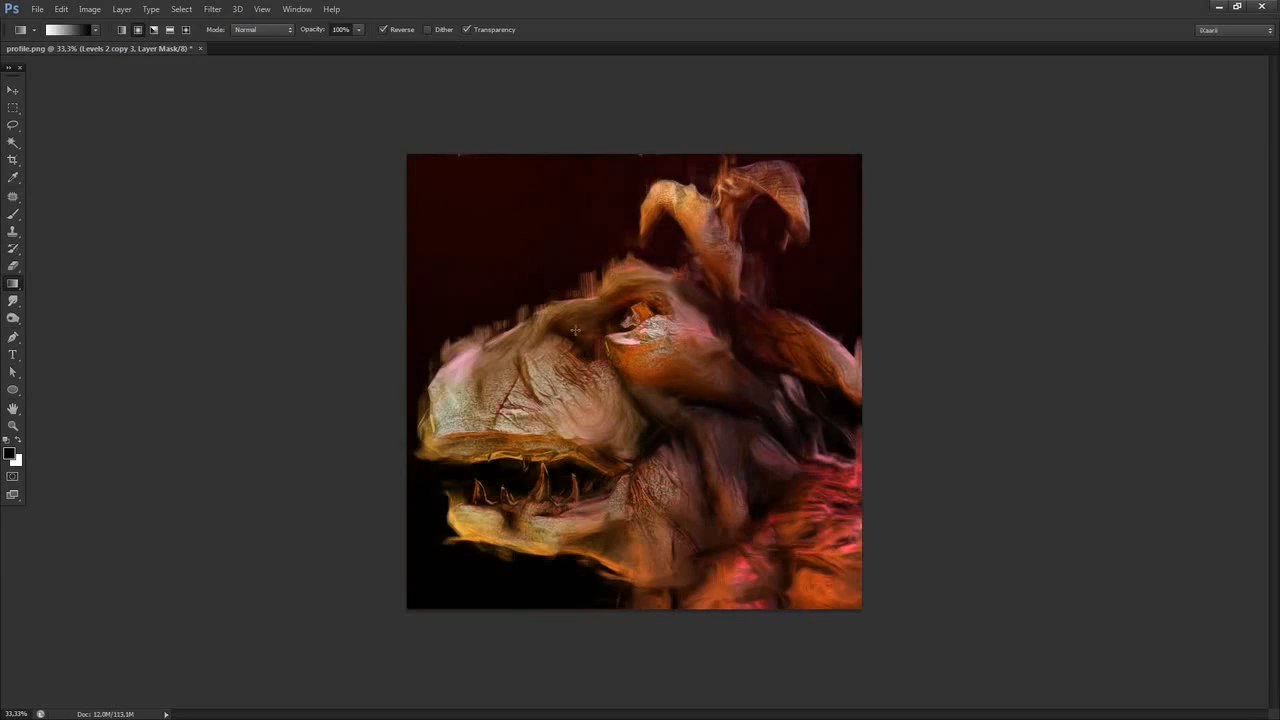 Ps File Edit Image Layer Type Select Filter 3D View Window Help
Mode: Normal Opacity: 100% Reverse Dither Transparency
profile.png @ 33,3% (Levels 2 copy 3, Layer Mask/8) *
T
33,33% Doc: 12,0M/113,1M